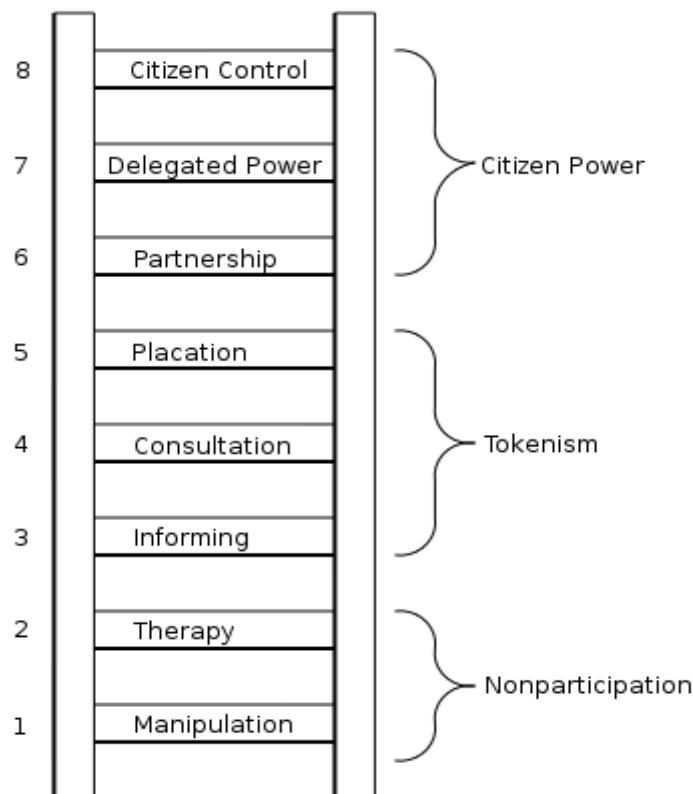 8 Citizen Control
7 Delegated Power Citizen Power
6 Partnership
5 Placation
4 Consultation Tokenism
3 Informing
2 Therapy
Nonparticipation
1 Manipulation